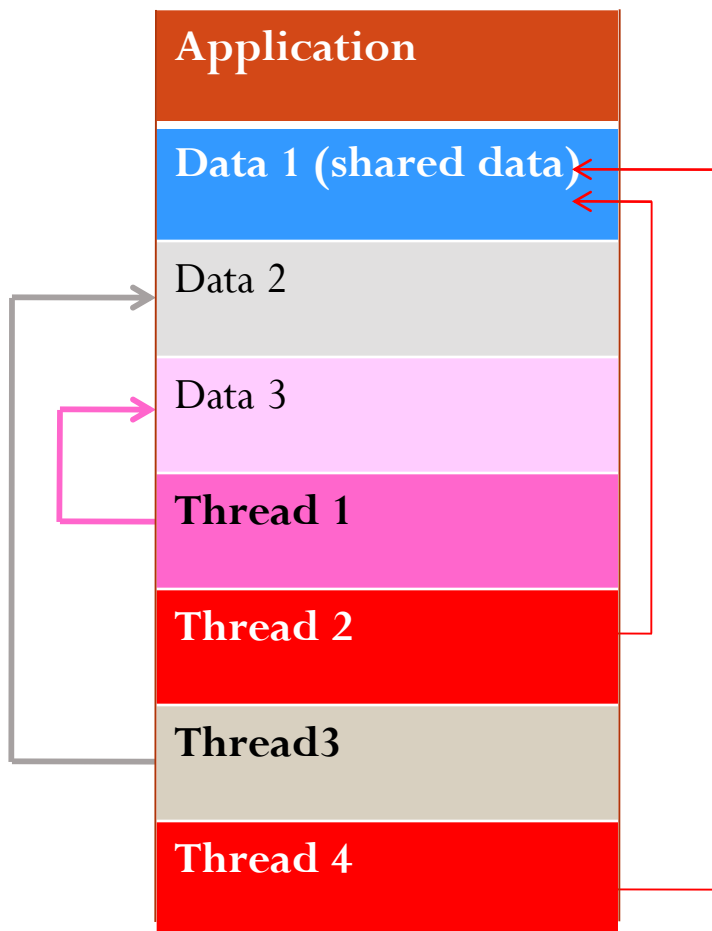 Application
Data 1 (shared data)
Data 2
Data 3
Thread 1
Thread 2
Thread3
Thread 4